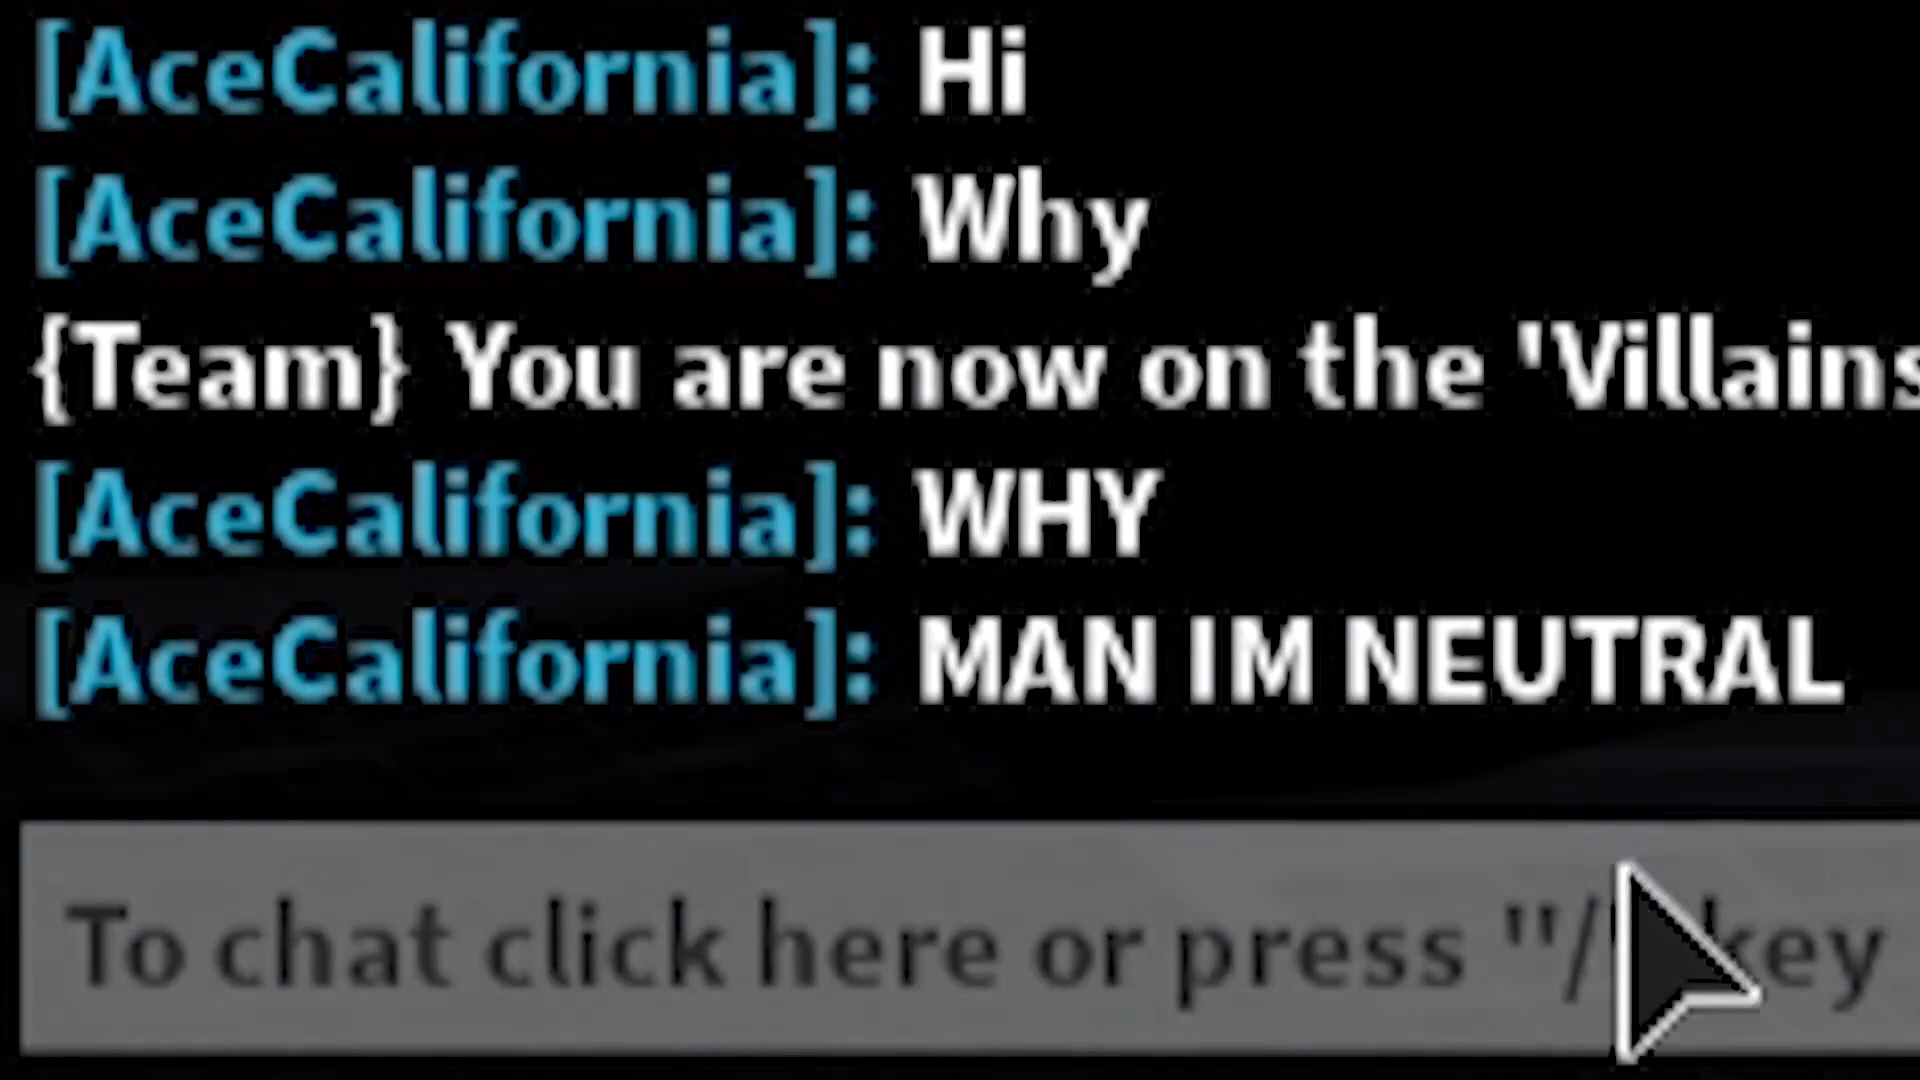 [AceCalifornia]: Hi
[AceCalifornia]: Why
{Team} You are now on the 'Villains
[AceCalifornia]: WHY
[AceCalifornia]: MAN IM NEUTRAL
To chat click here or press "/ key